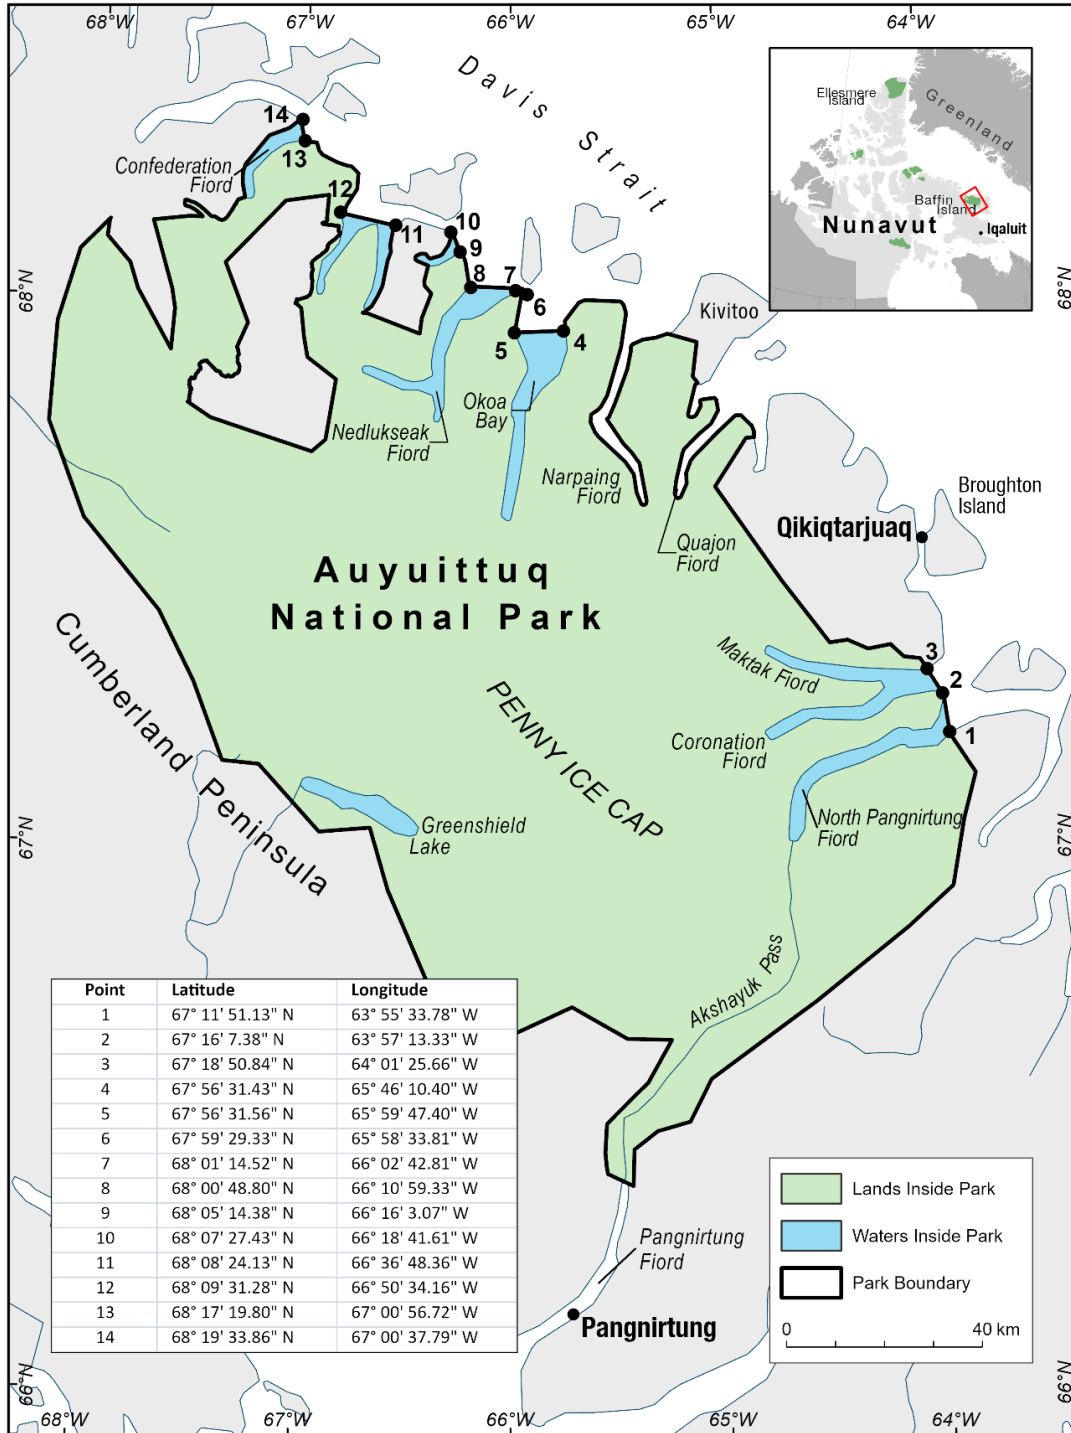 68°W
67°W
66°W
65°W
64°W
Davis Strait
14
13
Confederation
Fiord
12
11
10
9
8
7
6
5
4
68°N
68°N
Kivitoo
Ellesmere
Island
Greenland
Baffin
Island
Nunavut
Iqaluit
Okoa
Bay
Nedlukseak
Fiord
Narpaing
Fiord
Quajon
Fiord
Broughton
Island
Qikiqtarjuaq
Auyuittuq
National Park
Cumberland Peninsula
PENNY ICE CAP
Maktak Fiord
3
2
1
Coronation
Fiord
North Pangnirtung
Fiord
Greenshield
Lake
67°N
67°N
Akshayuk Pass
Point Latitude Longitude
1 67° 11' 51.13" N 63° 55' 33.78" W
2 67° 16' 7.38" N 63° 57' 13.33" W
3 67° 18' 50.84" N 64° 01' 25.66" W
4 67° 56' 31.43" N 65° 46' 10.40" W
5 67° 56' 31.56" N 65° 59' 47.40" W
6 67° 59' 29.33" N 65° 58' 33.81" W
7 68° 01' 14.52" N 66° 02' 42.81" W
8 68° 00' 48.80" N 66° 10' 59.33" W
9 68° 05' 14.38" N 66° 16' 3.07" W
10 68° 07' 27.43" N 66° 18' 41.61" W
11 68° 08' 24.13" N 66° 36' 48.36" W
12 68° 09' 31.28" N 66° 50' 34.16" W
13 68° 17' 19.80" N 67° 00' 56.72" W
14 68° 19' 33.86" N 67° 00' 37.79" W
Pangnirtung
Fiord
Pangnirtung
Lands Inside Park
Waters Inside Park
Park Boundary
0 40 km
66°N
66°N
68°W
67°W
66°W
65°W
64°W